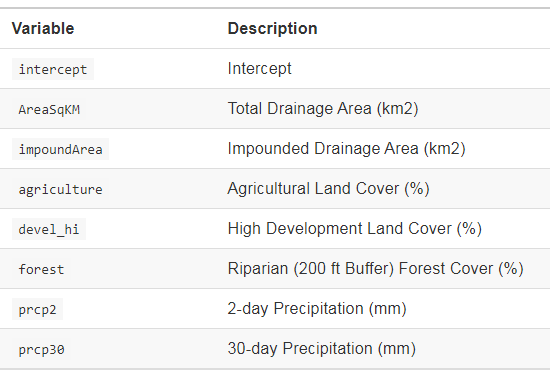 Variable Description
intercept Intercept
AreaSqKM Total Drainage Area (km2)
impoundArea Impounded Drainage Area (km2)
agriculture Agricultural Land Cover (%)
devel_hi High Development Land Cover (%)
forest Riparian (200 ft Buffer) Forest Cover (%)
prcp2 2-day Precipitation (mm)
prcp30 30-day Precipitation (mm)